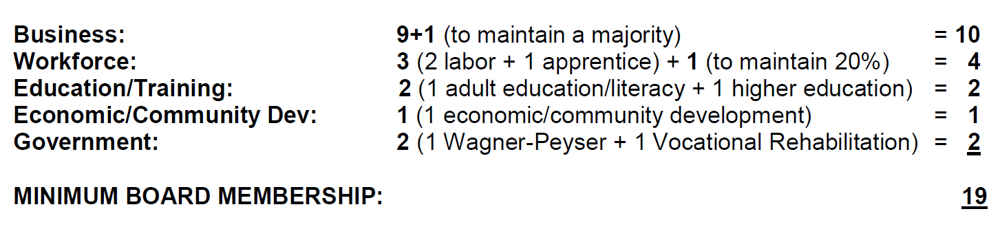 Business: 9+1 (to maintain a majority) = 10
Workforce: 3 (2 labor + 1 apprentice) + 1 (to maintain 20%) = 4
Education/Training: 2 (1 adult education/literacy + 1 higher education) = 2
Economic/Community Dev: 1 (1 economic/community development) = 1
Government: 2 (1 Wagner-Peyser + 1 Vocational Rehabilitation) = 2
MINIMUM BOARD MEMBERSHIP: 19